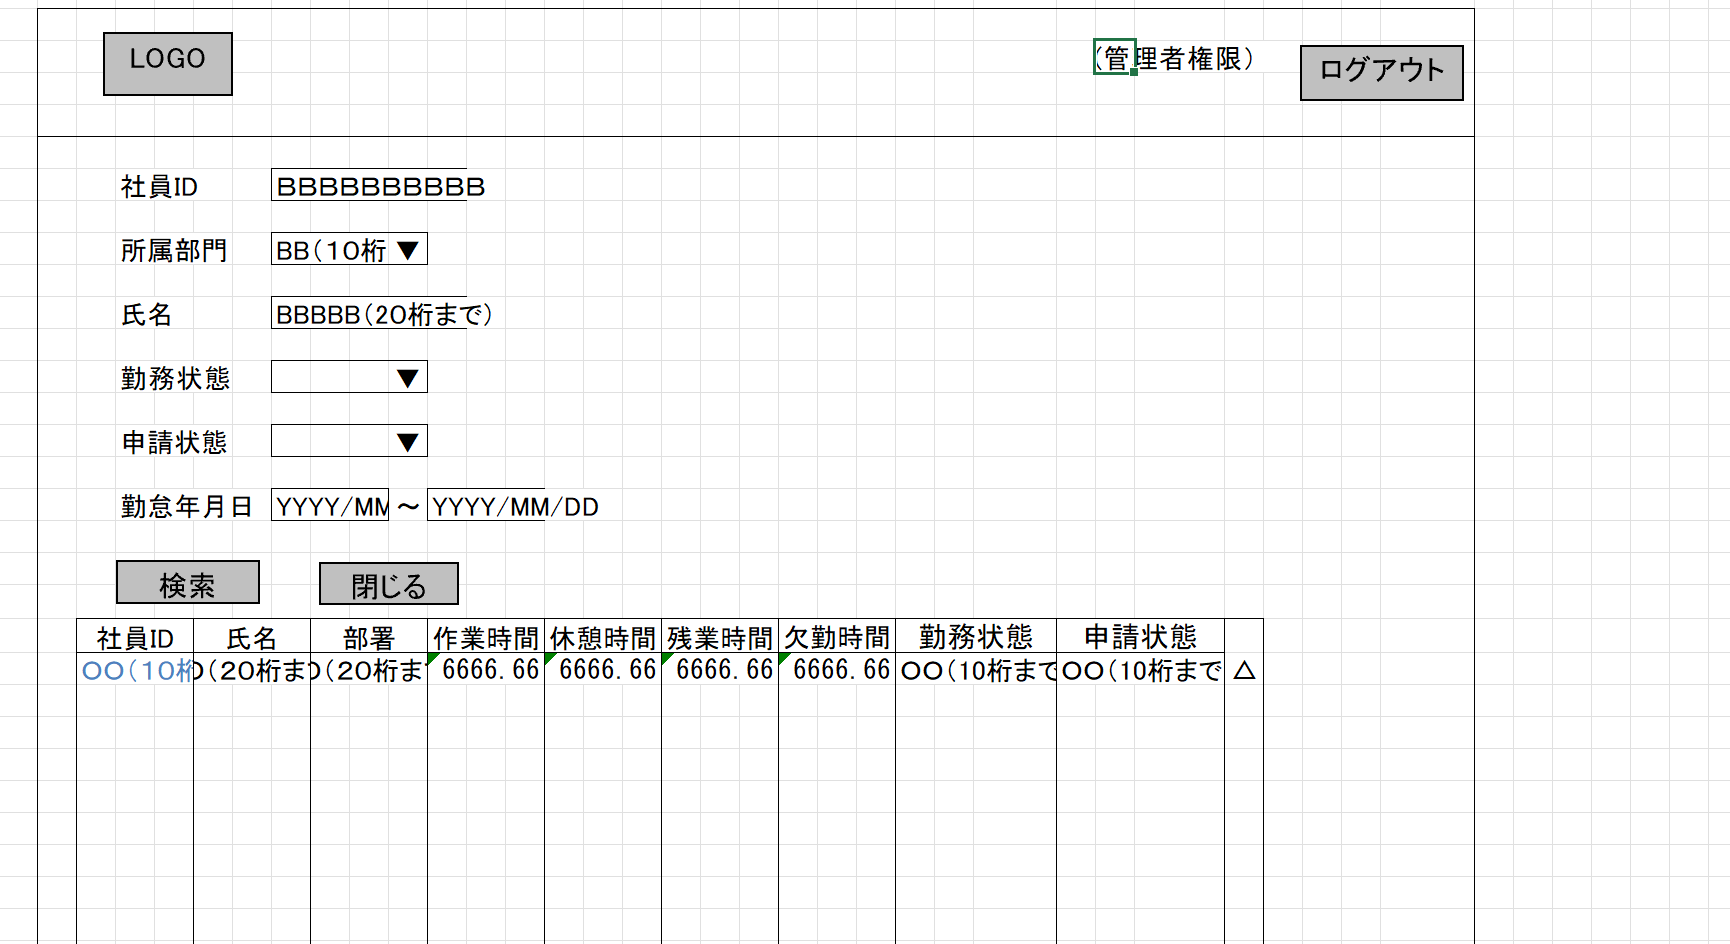 LOGO
(管理者権限)
ログアウト
社員ID BBBBBBBBBB
所属部門 BB(10桁 ▼
氏名 BBBBB(20桁まで)
勤務状態 ▼
申請状態 ▼
勤怠年月日 YYYY/MM ～ YYYY/MM/DD
検索 閉じる
社員ID 氏名 部署 作業時間 休憩時間 残業時間 欠勤時間 勤務状態 申請状態
〇〇(10桁 (20桁ま (20桁ま 6666.66 6666.66 6666.66 6666.66 〇〇(10桁まで 〇〇(10桁まで △